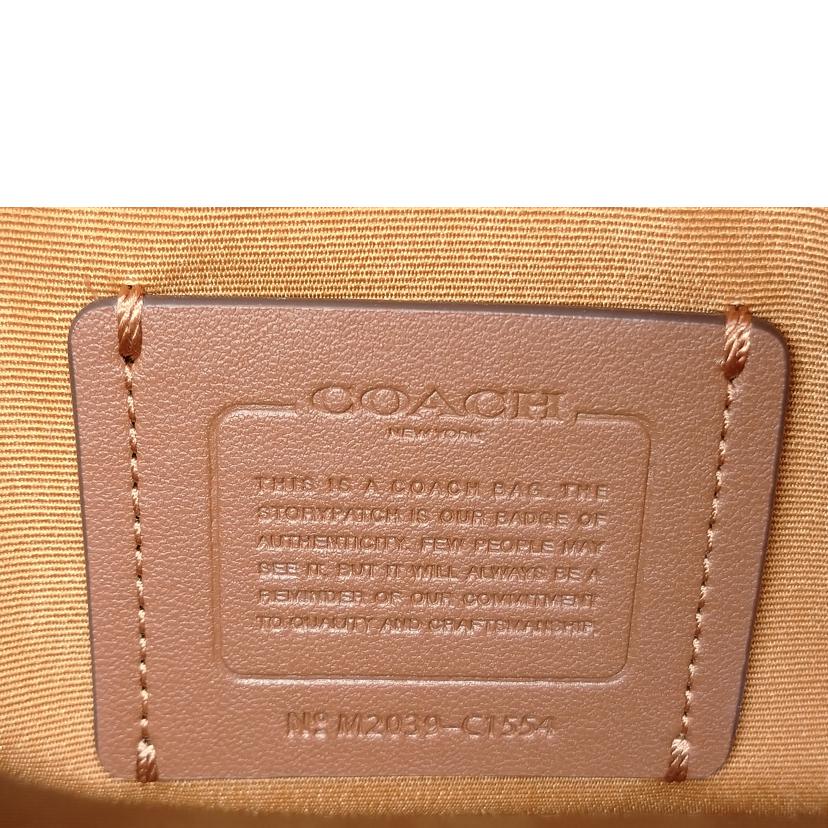 COACH
NEW YORK
THIS IS A COACH BAG. THE
STORYPATCH IS OUR BADGE OF
AUTHENTICITY. FEW PEOPLE MAY
SEE IT. BUT IT WILL ALWAYS BE A
REMINDER OF OUR COMMITMENT
TO QUALITY AND CRAFTSMANSHIP.
Nº M2039-C1554